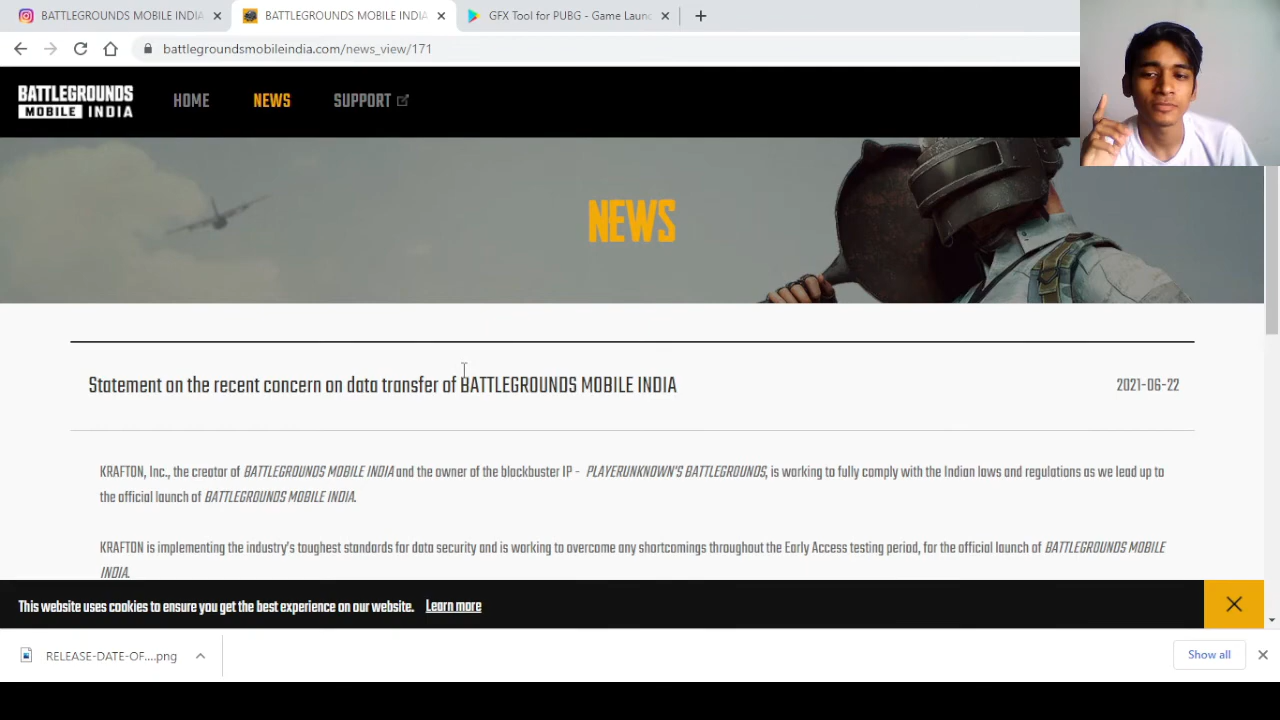 BATTLEGROUNDS MOBILE INDIA
BATTLEGROUNDS MOBILE INDIA
GFX Tool for PUBG - Game Launc
battlegroundsmobileindia.com/news_view/171
BATTLEGROUNDS
MOBILE INDIA
HOME
NEWS
SUPPORT
NEWS
Statement on the recent concern on data transfer of BATTLEGROUNDS MOBILE INDIA
2021-06-22
KRAFTON, Inc., the creator of BATTLEGROUNDS MOBILE INDIA and the owner of the blockbuster IP - PLAYERUNKNOWN'S BATTLEGROUNDS, is working to fully comply with the Indian laws and regulations as we lead up to
the official launch of BATTLEGROUNDS MOBILE INDIA.
KRAFTON is implementing the industry's toughest standards for data security and is working to overcome any shortcomings throughout the Early Access testing period, for the official launch of BATTLEGROUNDS MOBILE
INDIA.
This website uses cookies to ensure you get the best experience on our website. Learn more
RELEASE-DATE-OF....png
Show all